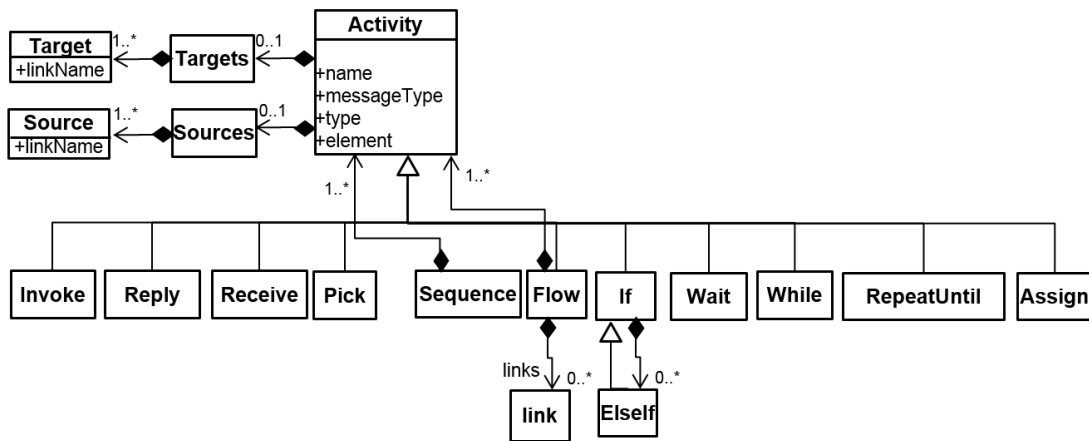 Activity
+name
+messageType
+type
+element
Target
+linkName
1..*
Targets
0..1
Source
+linkName
1..*
Sources
0..1
1..*
1..*
Invoke
Reply
Receive
Pick
Sequence
Flow
If
Wait
While
RepeatUntil
Assign
links
0..*
link
0..*
ElseIf